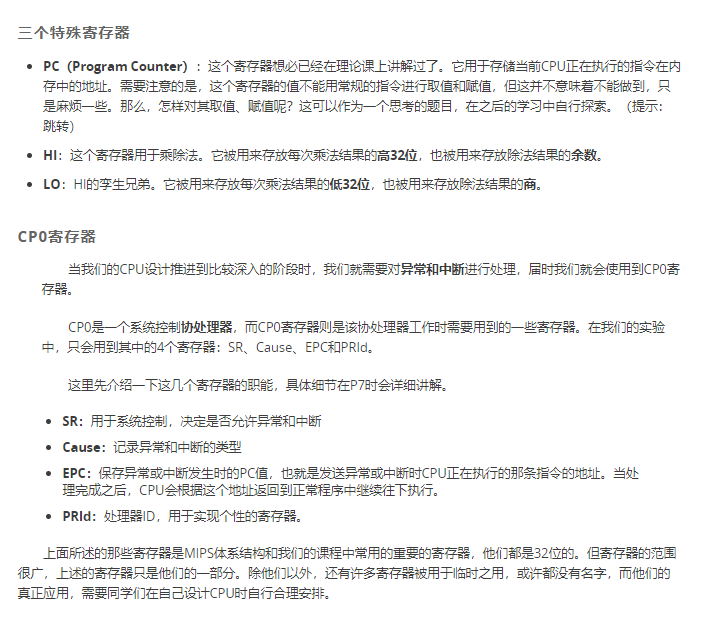 三个特殊寄存器
PC（Program Counter）：这个寄存器想必已经在理论课上讲解过了。它用于存储当前CPU正在执行的指令在内
存中的地址。需要注意的是，这个寄存器的值不能用常规的指令进行取值和赋值，但这并不意味着不能做到，只
是麻烦一些。那么，怎样对其取值、赋值呢？这可以作为一个思考的题目，在之后的学习中自行探索。（提示：
跳转）
HI：这个寄存器用于乘除法。它被用来存放每次乘法结果的高32位，也被用来存放除法结果的余数。
LO：HI的孪生兄弟。它被用来存放每次乘法结果的低32位，也被用来存放除法结果的商。
CP0寄存器
当我们的CPU设计推进到比较深入的阶段时，我们就需要对异常和中断进行处理，届时我们就会使用到CP0寄
存器。
CP0是一个系统控制协处理器，而CP0寄存器则是该协处理器工作时需要用到的一些寄存器。在我们的实验
中，只会用到其中的4个寄存器：SR、Cause、EPC和PRId。
这里先介绍一下这几个寄存器的职能，具体细节在P7时会详细讲解。
SR：用于系统控制，决定是否允许异常和中断
Cause：记录异常和中断的类型
EPC：保存异常或中断发生时的PC值，也就是发送异常或中断时CPU正在执行的那条指令的地址。当处
理完成之后，CPU会根据这个地址返回到正常程序中继续往下执行。
PRId：处理器ID，用于实现个性的寄存器。
上面所述的那些寄存器是MIPS体系结构和我们的课程中常用的重要的寄存器，他们都是32位的。但寄存器的范围
很广，上述的寄存器只是他们的一部分。除他们以外，还有许多寄存器被用于临时之用，或许都没有名字，而他们的
真正应用，需要同学们在自己设计CPU时自行合理安排。